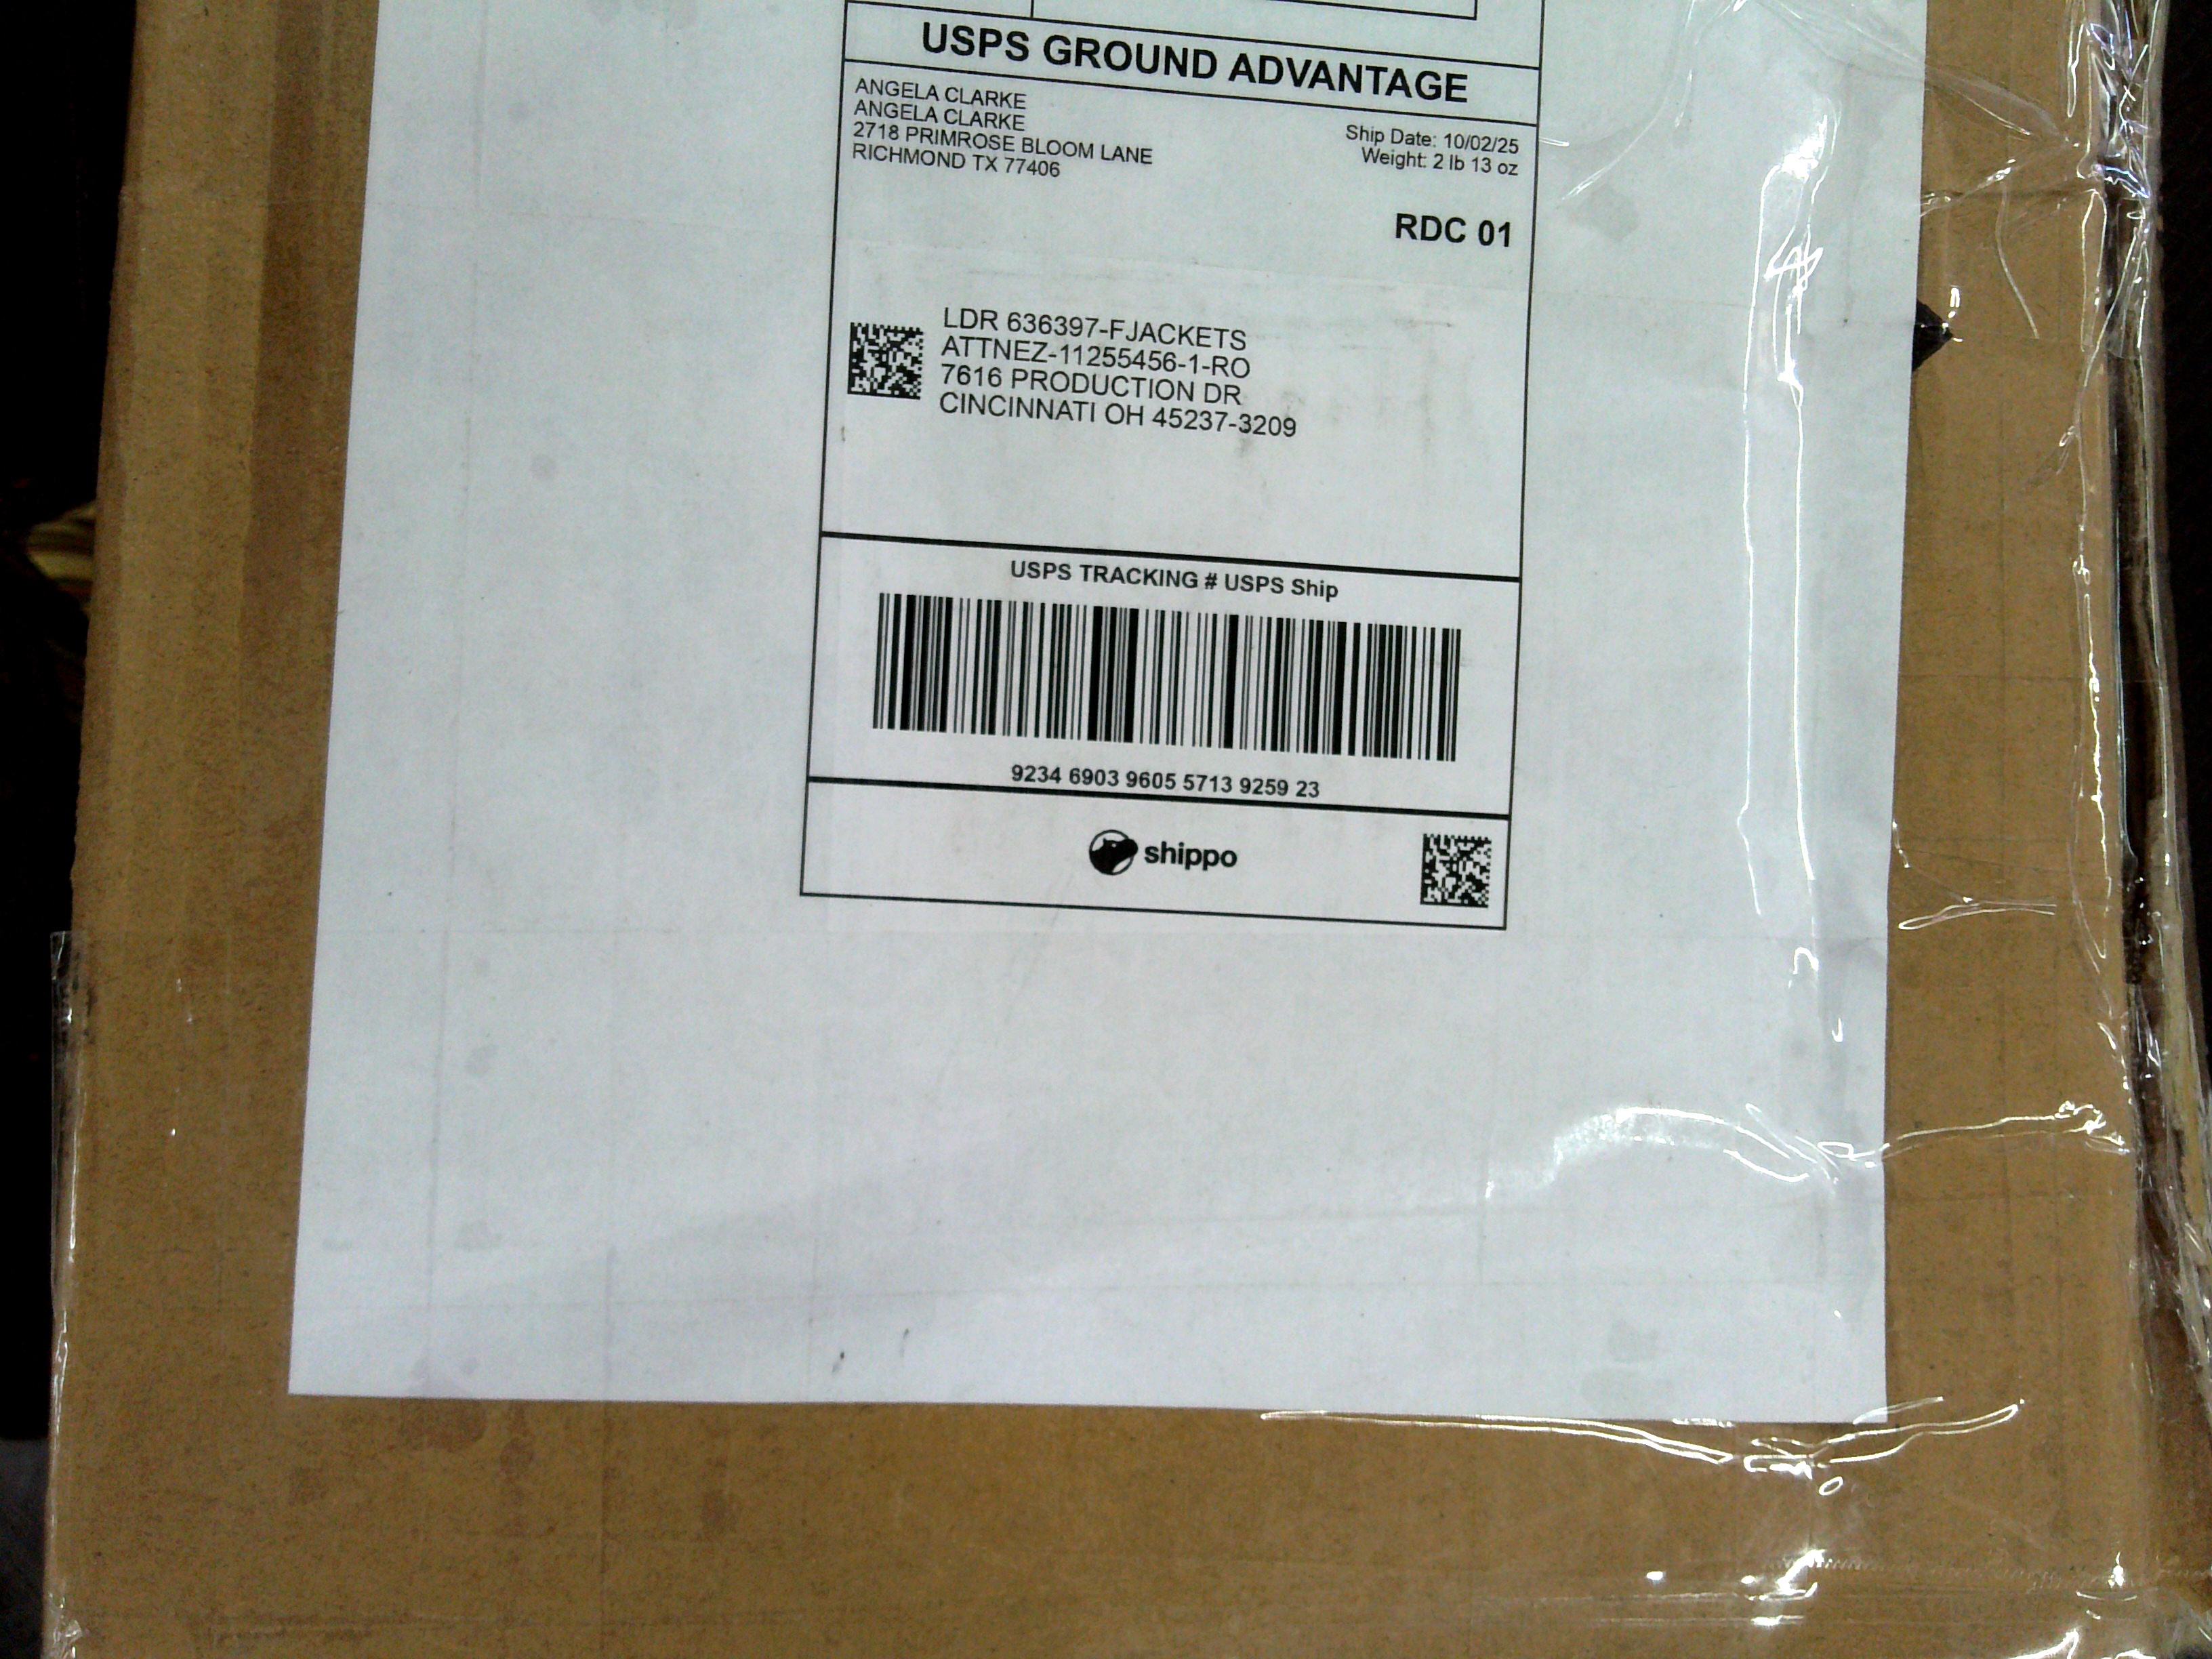 USPS GROUND ADVANTAGE
ANGELA CLARKE
ANGELA CLARKE
2718 PRIMROSE BLOOM LANE
RICHMOND TX 77406
Ship Date: 10/02/25
Weight: 2 lb 13 oz
RDC 01
LDR 636397-FJACKETS
ATTNEZ-11255456-1-RO
7616 PRODUCTION DR
CINCINNATI OH 45237-3209
USPS TRACKING # USPS Ship
9234 6903 9605 5713 9259 23
shippo